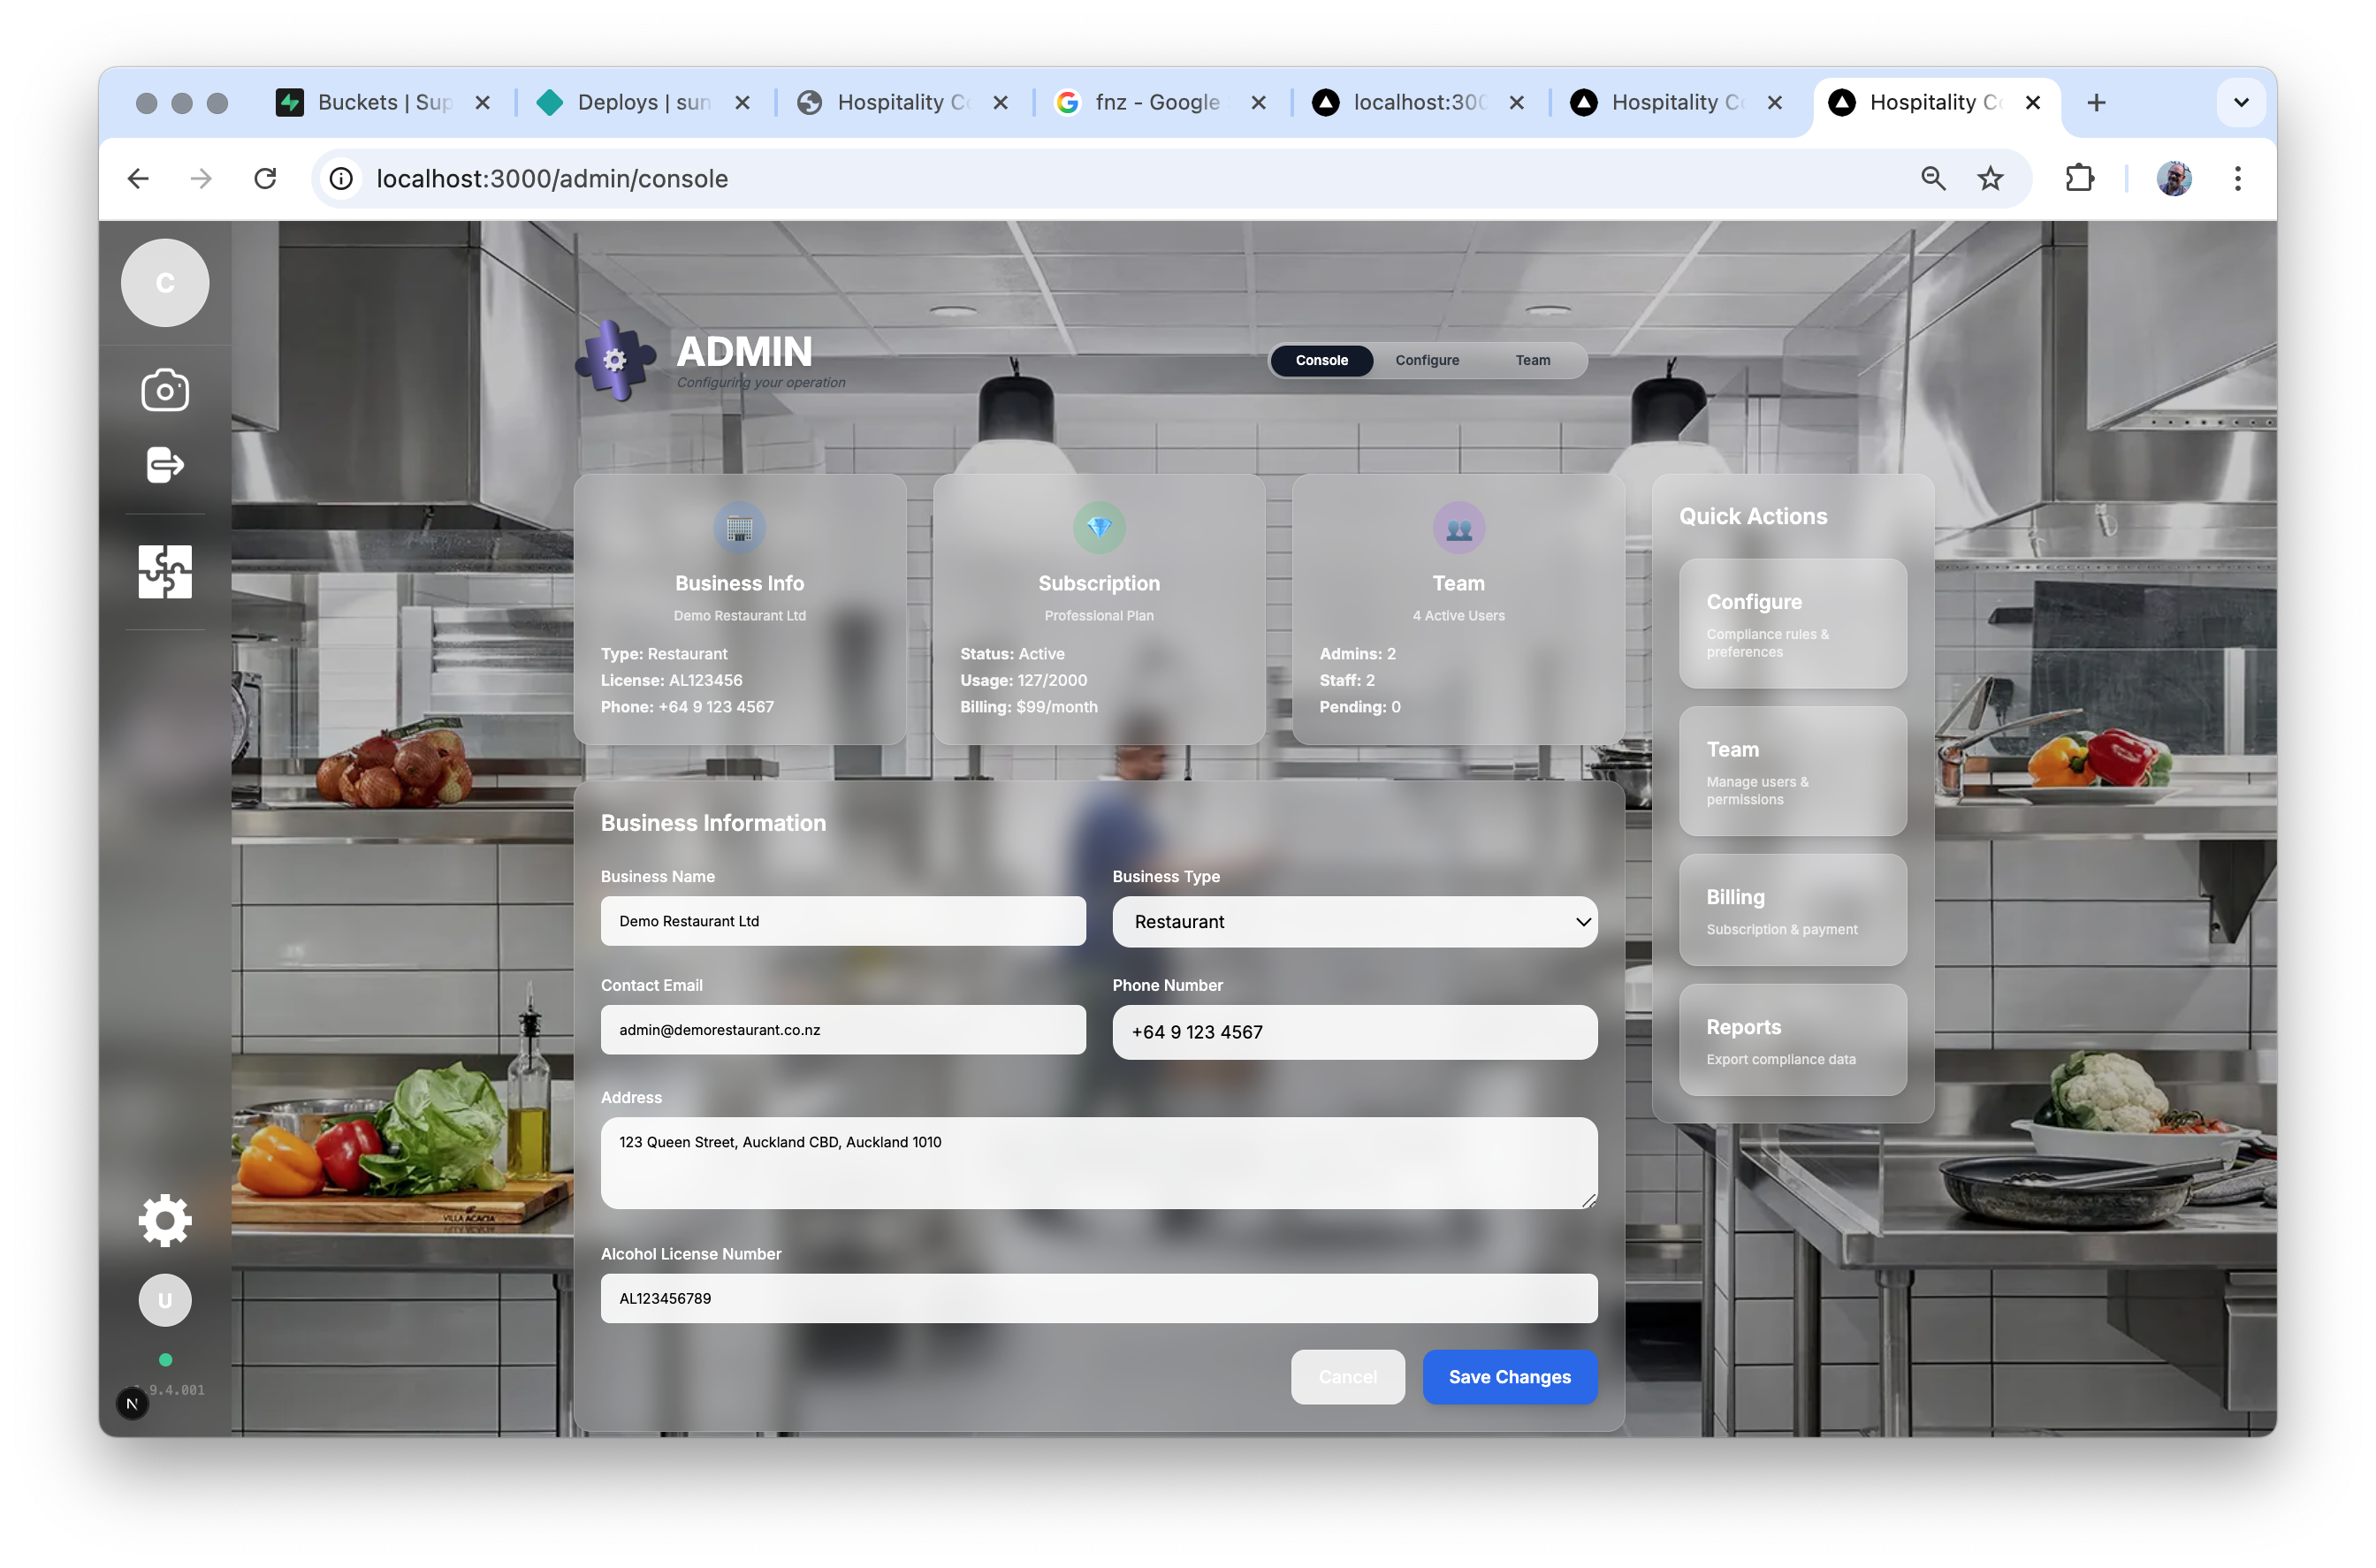 Buckets | Sup
Deploys | sun
Hospitality Co
fnz - Google
localhost:300
Hospitality Co
Hospitality Co
localhost:3000/admin/console
C
ADMIN
Configuring your operation
Console
Configure
Team
Business Info
Demo Restaurant Ltd
Type: Restaurant
License: AL123456
Phone: +64 9 123 4567
Subscription
Professional Plan
Status: Active
Usage: 127/2000
Billing: $99/month
Team
4 Active Users
Admins: 2
Staff: 2
Pending: 0
Quick Actions
Configure
Compliance rules &
preferences
Team
Manage users &
permissions
Billing
Subscription & payment
Reports
Export compliance data
Business Information
Business Name
Demo Restaurant Ltd
Business Type
Restaurant
Contact Email
admin@demorestaurant.co.nz
Phone Number
+64 9 123 4567
Address
123 Queen Street, Auckland CBD, Auckland 1010
Alcohol License Number
AL123456789
Cancel
Save Changes
VILLA ACACIA
U
9.4.001
N